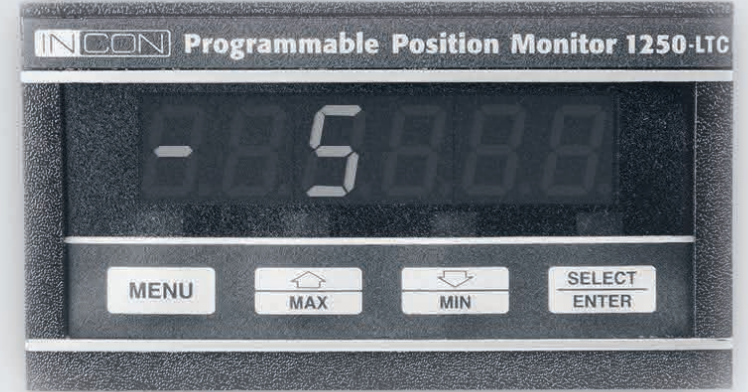 INCON Programmable Position Monitor 1250-LTC
- 5
MENU MAX MIN SELECT
ENTER